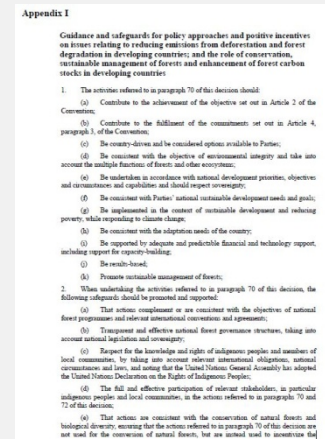 Appendix I
Guidance and safeguards for policy approaches and positive incentives
on issues relating to reducing emissions from deforestation and forest
degradation in developing countries; and the role of conservation,
sustainable management of forests and enhancement of forest carbon
stocks in developing countries
1. The activities referred to in paragraph 70 of this decision should:
(a) Contribute to the achievement of the objective set out in Article 2 of the
Convention;
(b) Contribute to the fulfilment of the commitments set out in Article 4,
paragraph 3, of the Convention;
(c) Be country-driven and be considered options available to Parties;
(d) Be consistent with the objective of environmental integrity and take into
account the multiple functions of forests and other ecosystems;
(e) Be undertaken in accordance with national development priorities, objectives
and circumstances and capabilities and should respect sovereignty;
(f) Be consistent with Parties' national sustainable development needs and goals;
(g) Be implemented in the context of sustainable development and reducing
poverty, while responding to climate change;
(h) Be consistent with the adaptation needs of the country;
(i) Be supported by adequate and predictable financial and technology support,
including support for capacity-building;
(j) Be results-based;
(k) Promote sustainable management of forests;
2. When undertaking the activities referred to in paragraph 70 of this decision, the
following safeguards should be promoted and supported:
(a) That actions complement or are consistent with the objectives of national
forest programmes and relevant international conventions and agreements;
(b) Transparent and effective national forest governance structures, taking into
account national legislation and sovereignty;
(c) Respect for the knowledge and rights of indigenous peoples and members of
local communities, by taking into account relevant international obligations, national
circumstances and laws, and noting that the United Nations General Assembly has adopted
the United Nations Declaration on the Rights of Indigenous Peoples;
(d) The full and effective participation of relevant stakeholders, in particular
indigenous peoples and local communities, in the actions referred to in paragraphs 70 and
72 of this decision;
(e) That actions are consistent with the conservation of natural forests and
biological diversity, ensuring that the actions referred to in paragraph 70 of this decision are
not used for the conversion of natural forests, but are instead used to incentivize the